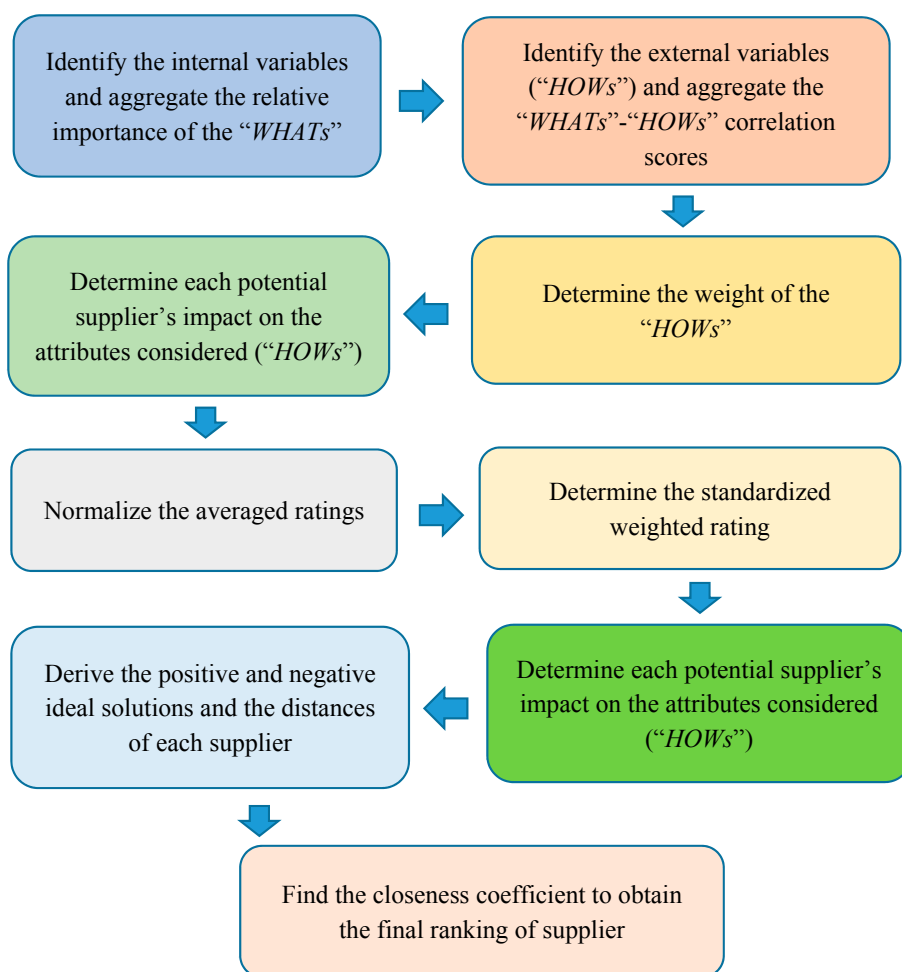 Identify the internal variables
and aggregate the relative
importance of the “WHATs”
Identify the external variables
(“HOWs”) and aggregate the
“WHATs”-“HOWs” correlation
scores
Determine the weight of the
“HOWs”
Determine each potential
supplier’s impact on the
attributes considered (“HOWs”)
Normalize the averaged ratings
Determine the standardized
weighted rating
Determine each potential supplier’s
impact on the attributes considered
(“HOWs”)
Derive the positive and negative
ideal solutions and the distances
of each supplier
Find the closeness coefficient to obtain
the final ranking of supplier